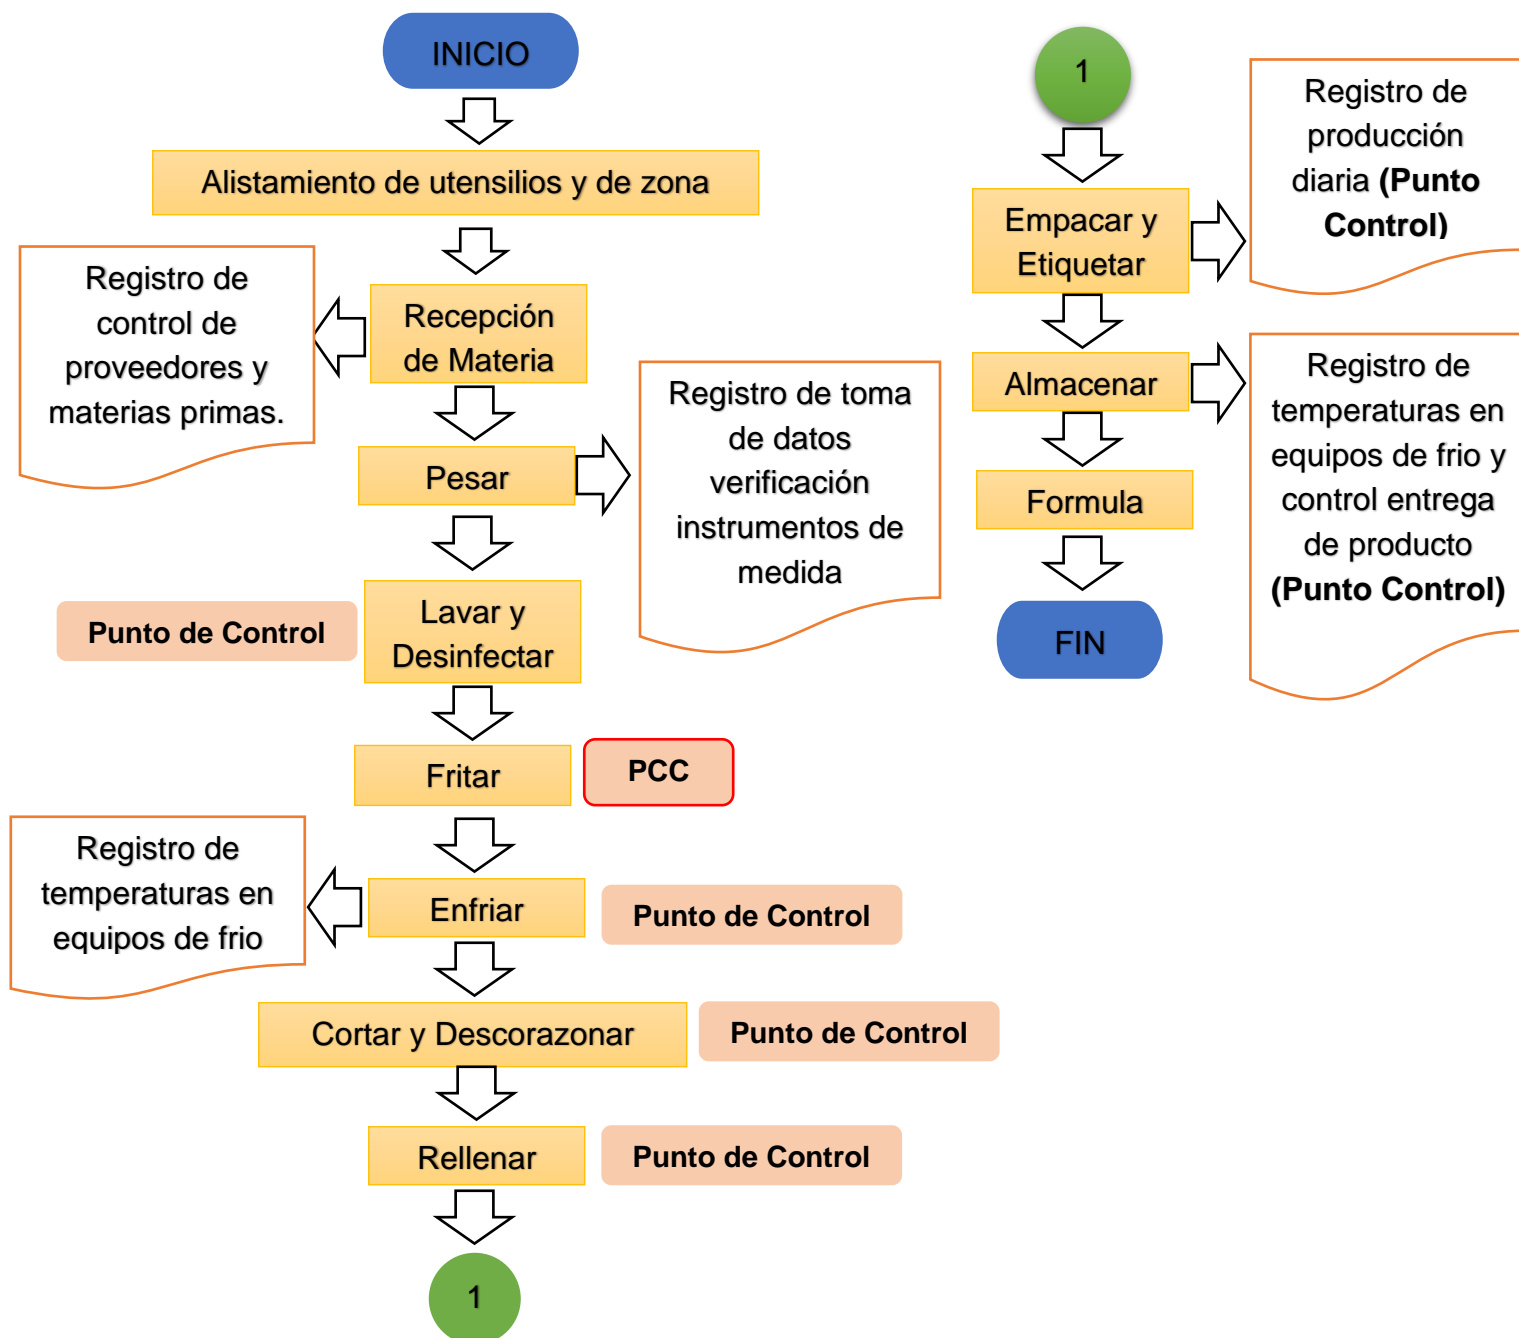 INICIO
Alistamiento de utensilios y de zona
Registro de
control de
proveedores y
materias primas.
Recepción
de Materia
Pesar
Registro de toma
de datos
verificación
instrumentos de
medida
Punto de Control
Lavar y
Desinfectar
Fritar
PCC
Registro de
temperaturas en
equipos de frio
Enfriar
Punto de Control
Cortar y Descorazonar
Punto de Control
Rellenar
Punto de Control
1
1
Empacar y
Etiquetar
Registro de
producción
diaria (Punto
Control)
Almacenar
Registro de
temperaturas en
equipos de frio y
control entrega
de producto
(Punto Control)
Formula
FIN